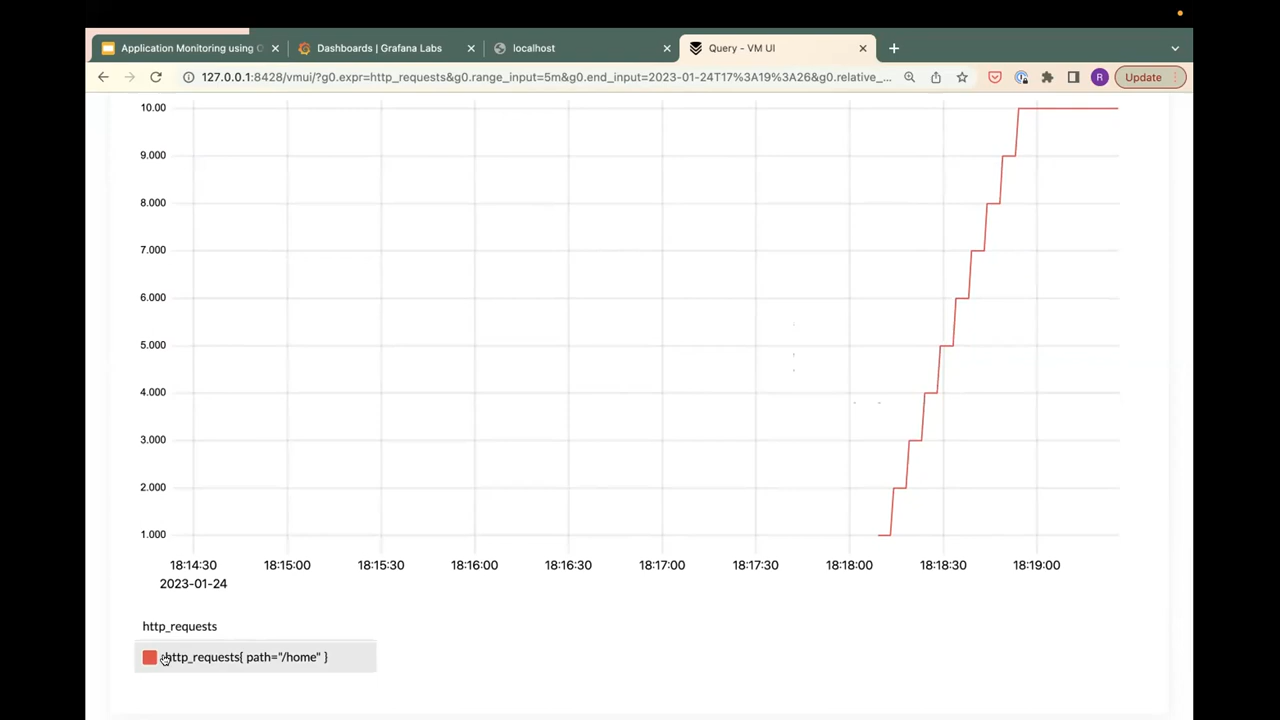 Application Monitoring using
Dashboards | Grafana Labs
localhost
Query - VM UI
127.0.0.1:8428/vmui/?g0.expr=http_requests&g0.range_input=5m&g0.end_input=2023-01-24T17%3A19%3A26&g0.relative_...
R
Update
10.00
9.000
8.000
7.000
6.000
5.000
4.000
3.000
2.000
1.000
18:14:30 18:15:00 18:15:30 18:16:00 18:16:30 18:17:00 18:17:30 18:18:00 18:18:30 18:19:00
2023-01-24
http_requests
http_requests{ path="/home" }